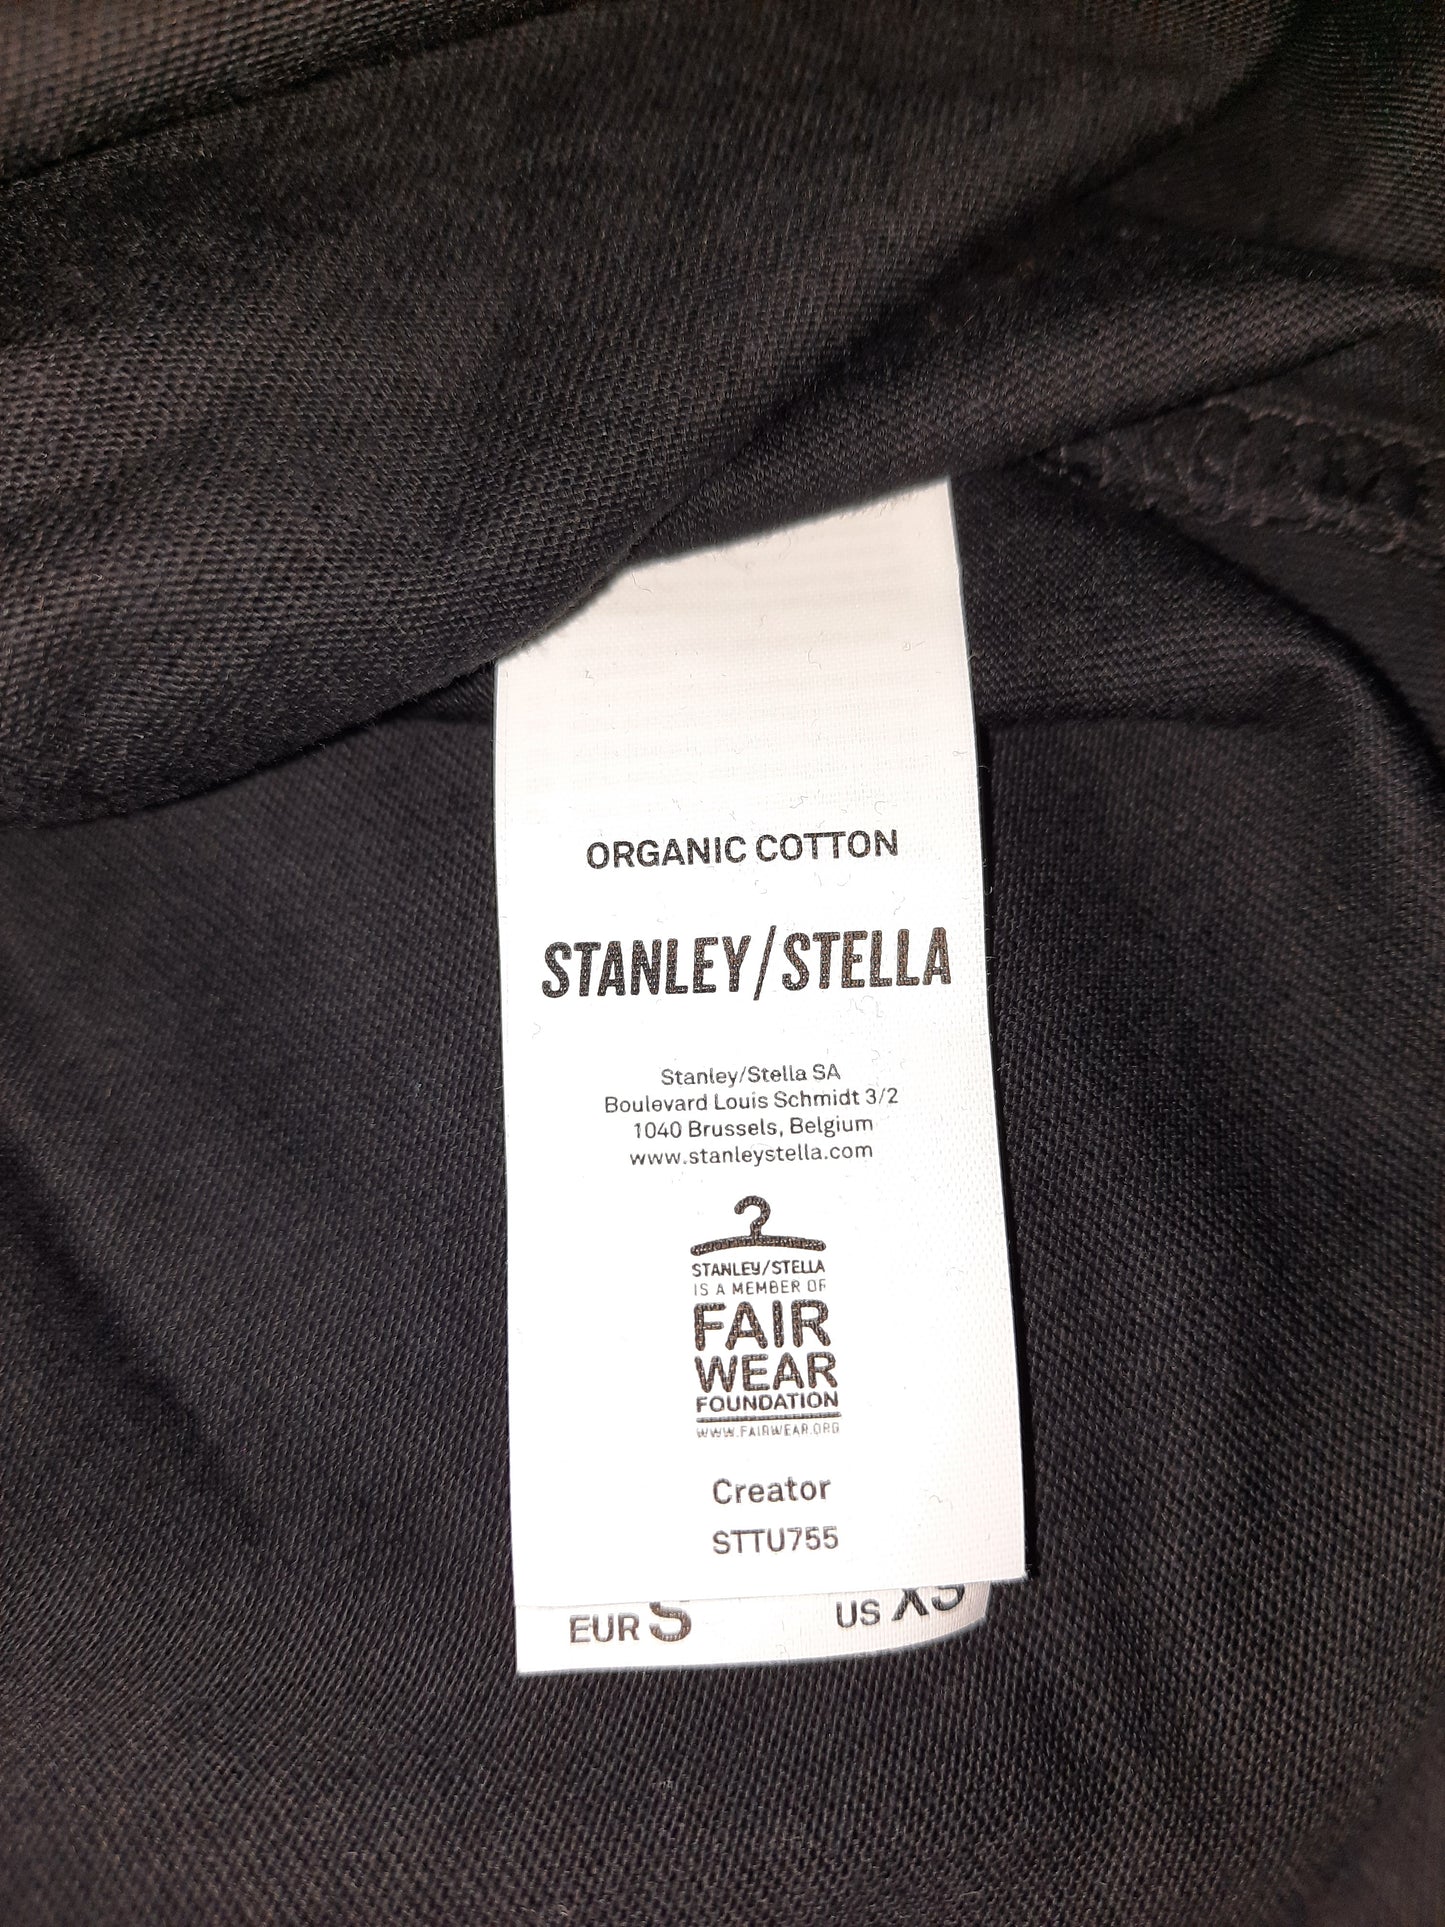 ORGANIC COTTON
STANLEY/STELLA
Stanley/Stella SA
Boulevard Louis Schmidt 3/2
1040 Brussels, Belgium
www.stanleystella.com
STANLEY/STELLA
IS A MEMBER OF
FAIR
WEAR
FOUNDATION
WWW.FAIRWEAR.ORG
Creator
STTU755
EUR S US XS